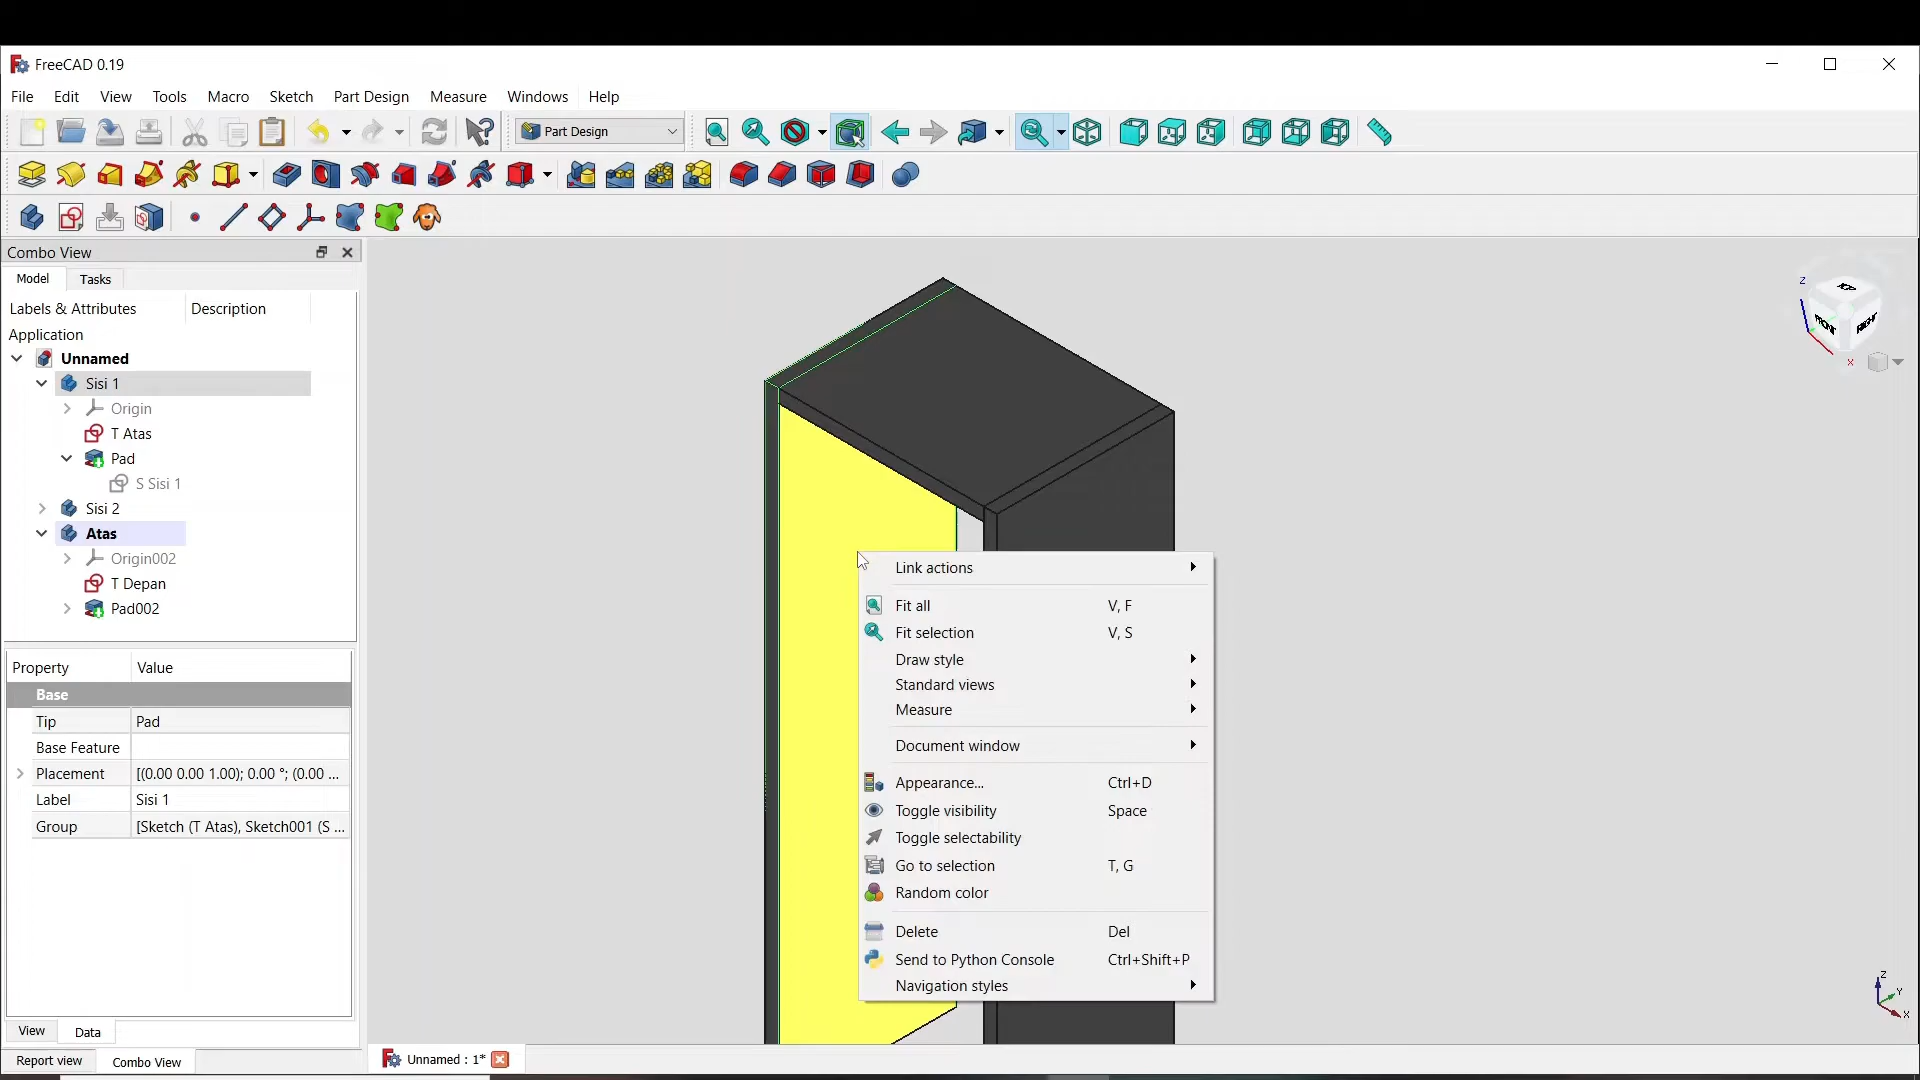 FreeCAD 0.19
File Edit View Tools Macro Sketch Part Design Measure Windows Help
Part Design
Combo View
Model Tasks
Labels & Attributes Description
Application
Unnamed
Sisi 1
Origin
T Atas
Pad
S Sisi 1
Sisi 2
Atas
Origin002
T Depan
Pad002
Property Value
Base
Tip Pad
Base Feature
Placement [(0.00 0.00 1.00); 0.00 °; (0.00 ...
Label Sisi 1
Group [Sketch (T Atas), Sketch001 (S ...
View Data
Report view Combo View
Unnamed : 1*
Link actions
Fit all V, F
Fit selection V, S
Draw style
Standard views
Measure
Document window
Appearance... Ctrl+D
Toggle visibility Space
Toggle selectability
Go to selection T, G
Random color
Delete Del
Send to Python Console Ctrl+Shift+P
Navigation styles
Z
TOP
FRONT RIGHT
X
Z
Y
X